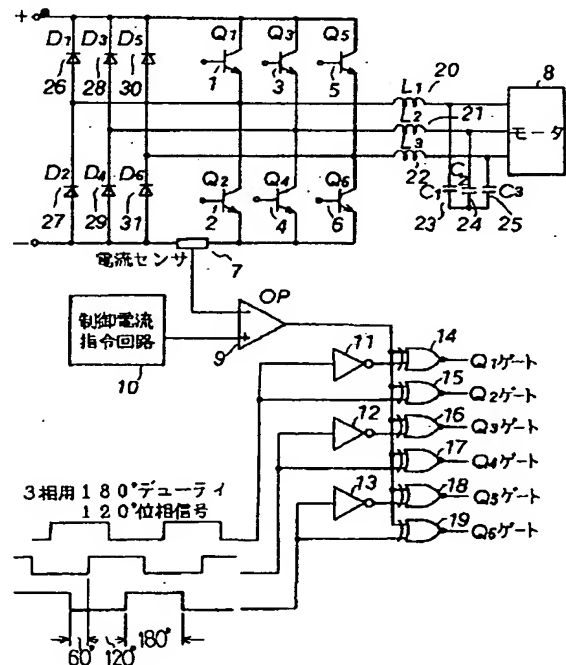 +
D1 D3 D5 Q1 Q3 Q5
26 28 30 1 3 5
L1 20
L2 21
L3 22
8
モータ
D2 D4 D6 Q2 Q4 Q6
27 29 31 2 4 6
C1 C2 C3
23 24 25
−
電流センサ 7
OP
制御電流
指令回路
10
9
− +
11 14 Q1ゲート
15 Q2ゲート
12 16 Q3ゲート
17 Q4ゲート
13 18 Q5ゲート
19 Q6ゲート
3相用180°デューティ
120°位相信号
60° 120° 180°